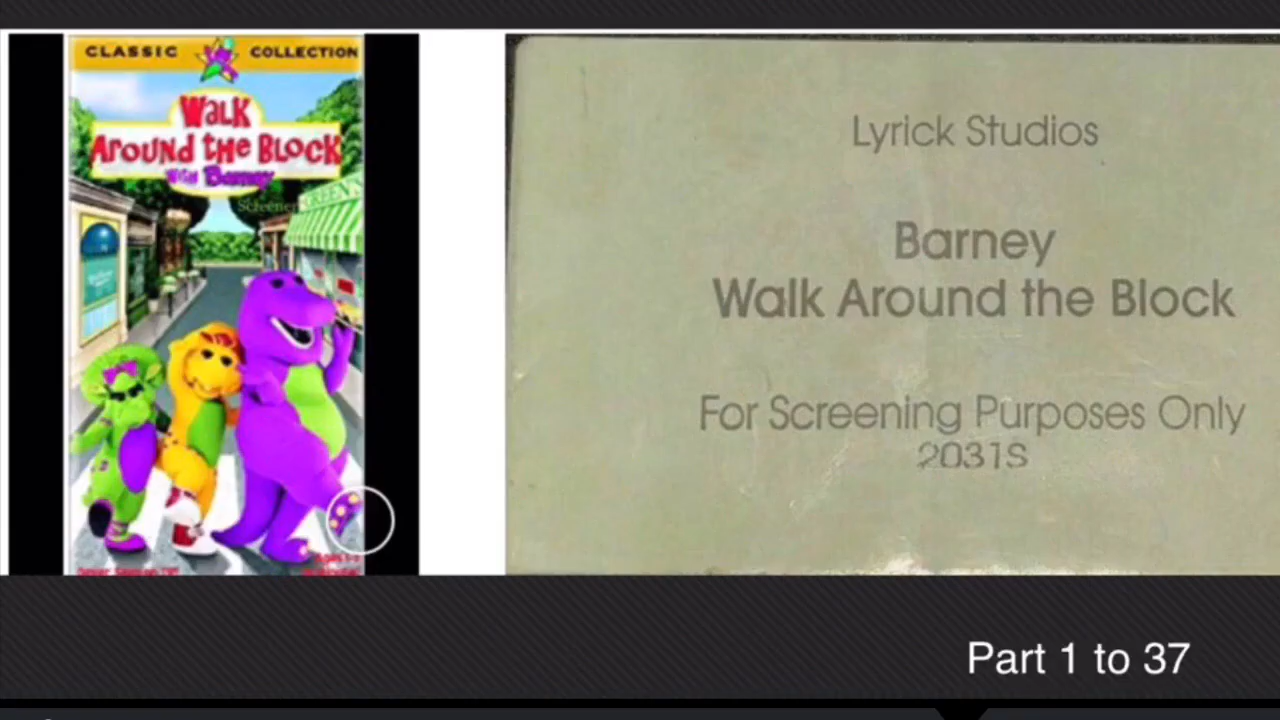 CLASSIC COLLECTION
WALK
AROUND THE BLOCK
With Barney
Screener
Lyrick Studios
Barney
Walk Around the Block
For Screening Purposes Only
2031S
Part 1 to 37